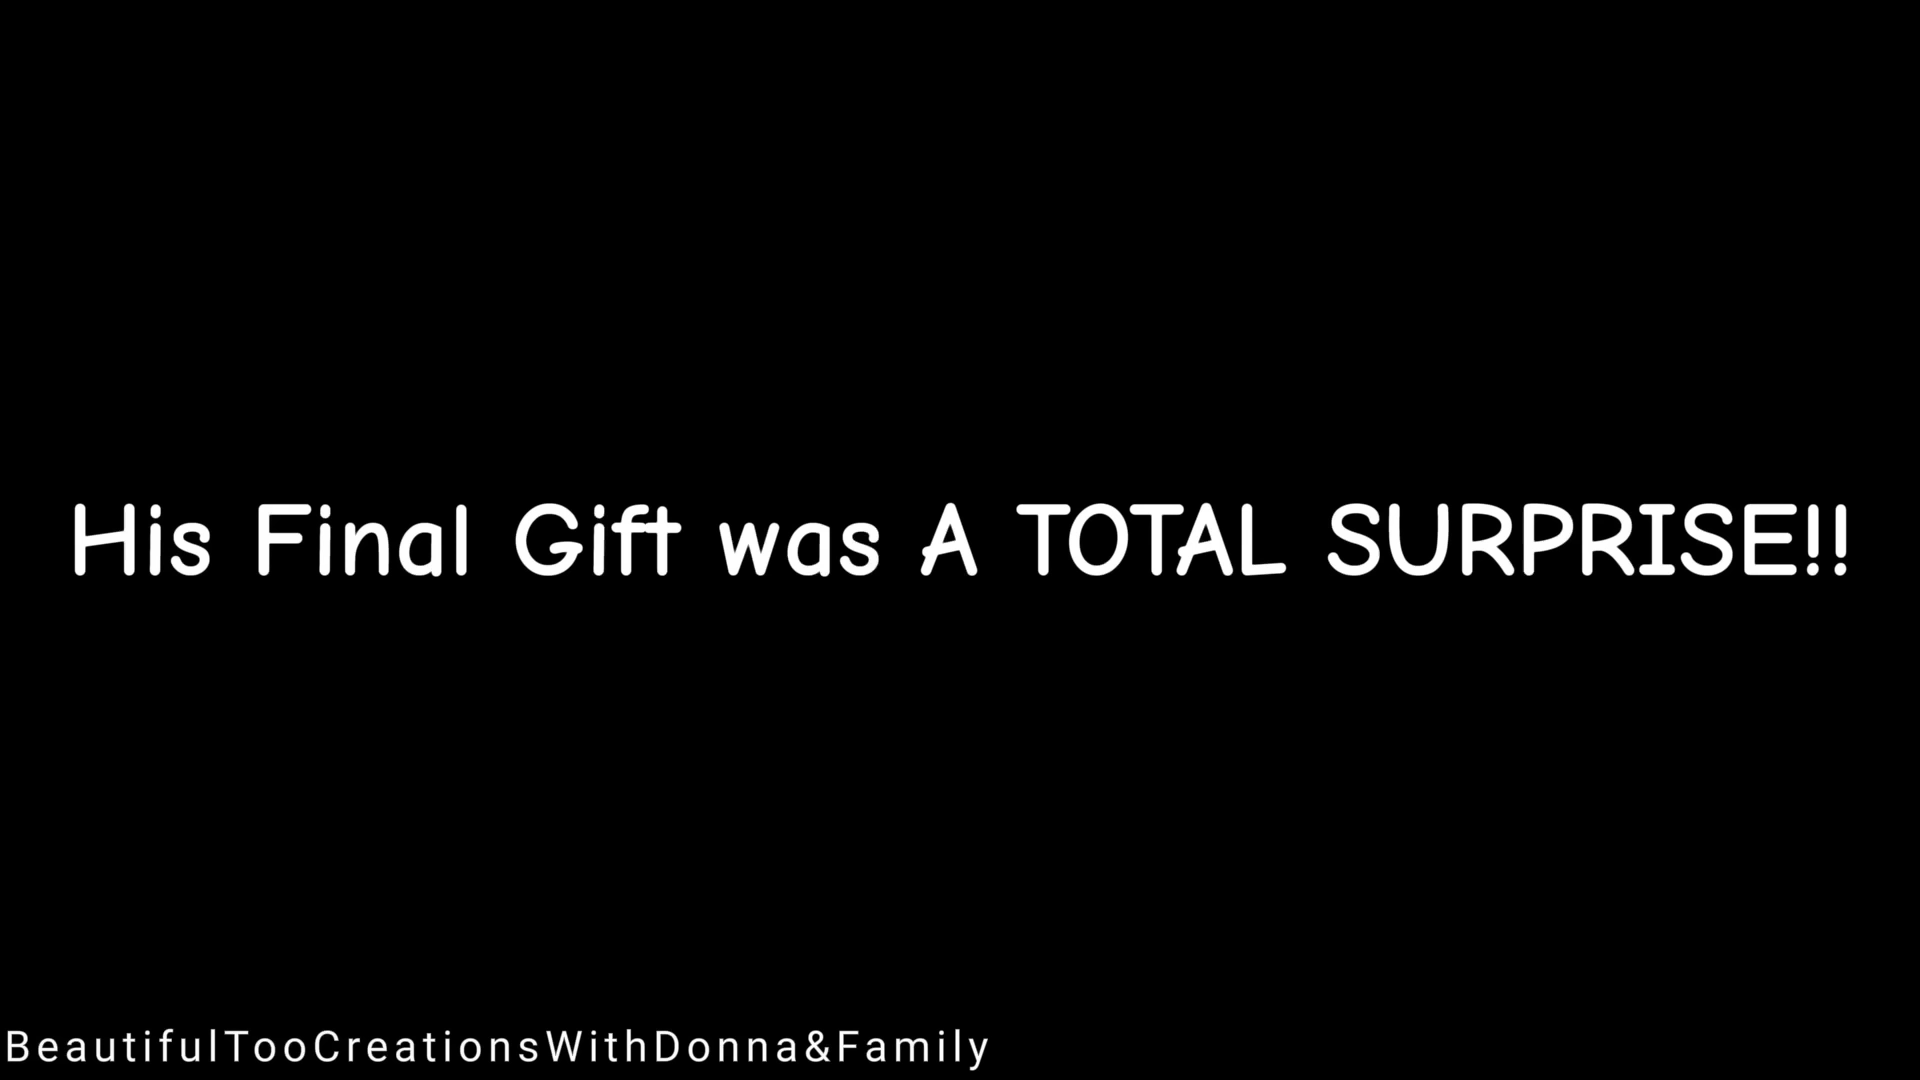 His Final Gift was A TOTAL SURPRISE!!
BeautifulTooCreationsWithDonna&Family